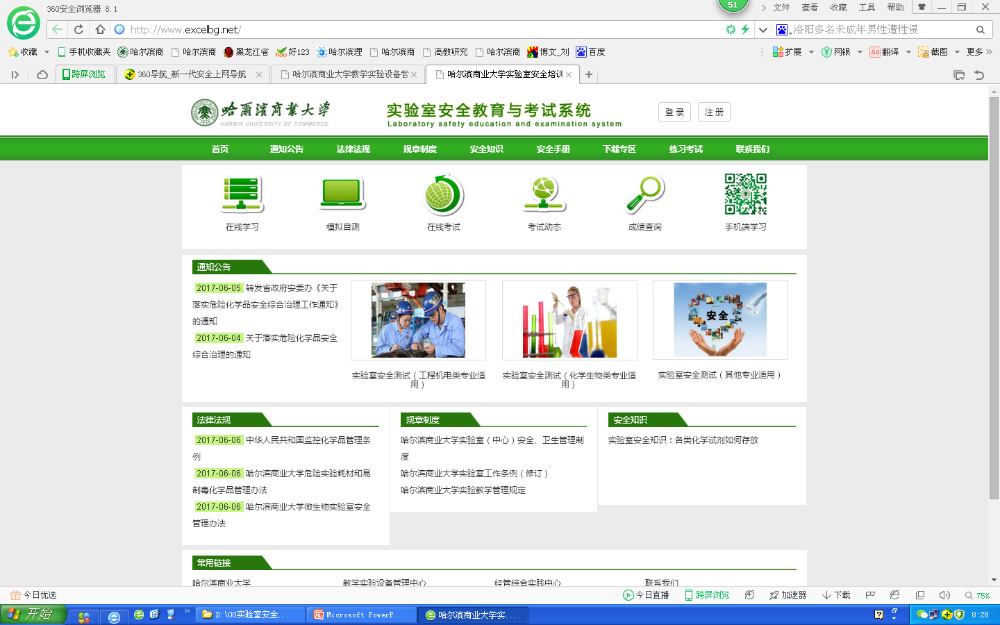 360安全浏览器 8.1
51
文件 查看 收藏 工具 帮助
http://www.excelbg.net/
洛阳多名未成年男性遭性侵
收藏 手机收藏夹 哈尔滨商 哈尔滨商 黑龙江省 好123 哈尔滨理 哈尔滨商 高教研究 哈尔滨商 博文_刘 百度
扩展 网银 翻译 截图 更多
跨屏浏览 360导航_新一代安全上网导航 哈尔滨商业大学教学实验设备管 哈尔滨商业大学实验室安全培训
哈爾濱商業大学
HARBIN UNIVERSITY OF COMMERCE
实验室安全教育与考试系统
Laboratory safety education and examination system
登 录 注 册
首页 通知公告 法律法规 规章制度 安全知识 安全手册 下载专区 练习考试 联系我们
在线学习 模拟自测 在线考试 考试动态 成绩查询 手机端学习
通知公告
2017-06-05 转发省政府安委办《关于
落实危险化学品安全综合治理工作通知》
的通知
2017-06-04 关于落实危险化学品安全
综合治理的通知
实验室安全测试（工程机电类专业适
用）
实验室安全测试（化学生物类专业适
用）
安全
实验室安全测试（其他专业适用）
法律法规
2017-06-06 中华人民共和国监控化学品管理条
例
2017-06-06 哈尔滨商业大学危险实验耗材和易
制毒化学品管理办法
2017-06-06 哈尔滨商业大学微生物实验室安全
管理办法
规章制度
哈尔滨商业大学实验室（中心）安全、卫生管理制
度
哈尔滨商业大学实验室工作条例（修订）
哈尔滨商业大学实验教学管理规定
安全知识
实验室安全知识：各类化学试剂如何存放
常用链接
哈尔滨商业大学 教学实验设备管理中心 经管综合实践中心 联系我们
今日优选
今日直播 跨屏浏览 加速器 下载 75%
开始
D:\00实验室安全...
Microsoft PowerP...
哈尔滨商业大学实...
8:28